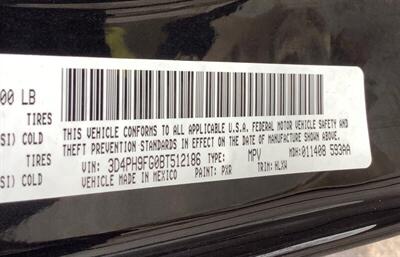 00 LB
TIRES
SI) COLD
TIRES
SI) COLD
THIS VEHICLE CONFORMS TO ALL APPLICABLE U.S.A. FEDERAL MOTOR VEHICLE SAFETY AND
THEFT PREVENTION STANDARDS IN EFFECT ON THE DATE OF MANUFACTURE SHOWN ABOVE.
VIN: 3D4PH9FG0BT512186 TYPE: MPV MDH: 011408 593AA
VEHICLE MADE IN MEXICO PAINT: PXR TRIM: HLXW